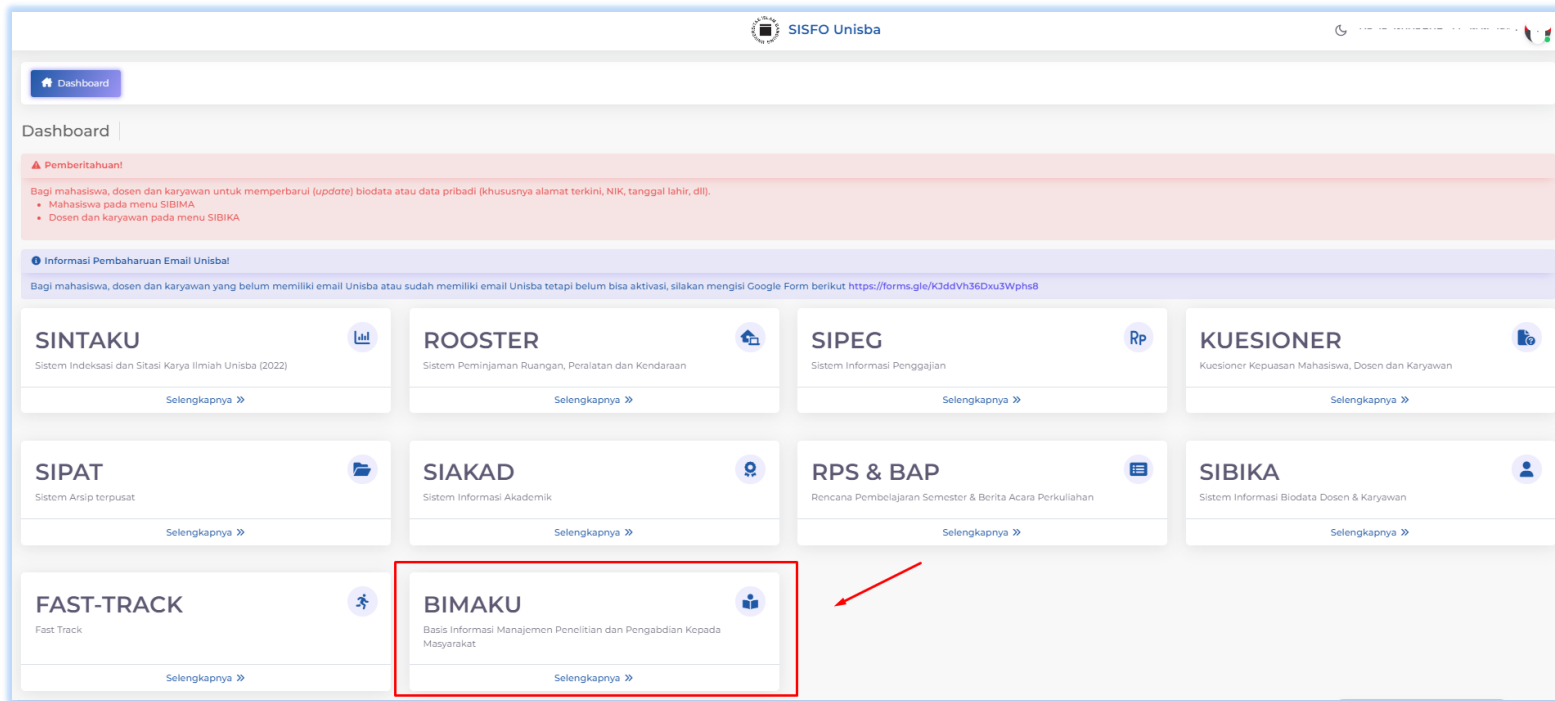 SISFO Unisba
Dashboard
Dashboard
Pemberitahuan!
Bagi mahasiswa, dosen dan karyawan untuk memperbarui (update) biodata atau data pribadi (khususnya alamat terkini, NIK, tanggal lahir, dll).
• Mahasiswa pada menu SIBIMA
• Dosen dan karyawan pada menu SIBIKA
Informasi Pembaharuan Email Unisba!
Bagi mahasiswa, dosen dan karyawan yang belum memiliki email Unisba atau sudah memiliki email Unisba tetapi belum bisa aktivasi, silakan mengisi Google Form berikut https://forms.gle/KJddVh36Dxu3Wphs8
SINTAKU
Sistem Indeksasi dan Sitasi Karya Ilmiah Unisba (2022)
Selengkapnya »
ROOSTER
Sistem Peminjaman Ruangan, Peralatan dan Kendaraan
Selengkapnya »
SIPEG
Rp
Sistem Informasi Penggajian
Selengkapnya »
KUESIONER
Kuesioner Kepuasan Mahasiswa, Dosen dan Karyawan
Selengkapnya »
SIPAT
Sistem Arsip terpusat
Selengkapnya »
SIAKAD
Sistem Informasi Akademik
Selengkapnya »
RPS & BAP
Rencana Pembelajaran Semester & Berita Acara Perkuliahan
Selengkapnya »
SIBIKA
Sistem Informasi Biodata Dosen & Karyawan
Selengkapnya »
FAST-TRACK
Fast Track
Selengkapnya »
BIMAKU
Basis Informasi Manajemen Penelitian dan Pengabdian Kepada
Masyarakat
Selengkapnya »